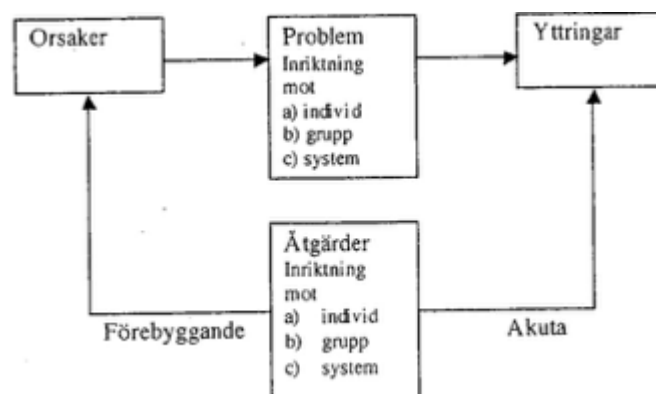 Orsaker
Problem
Inriktning
mot
a) individ
b) grupp
c) system
Yttringar
Åtgärder
Inriktning
mot
a) individ
b) grupp
c) system
Förebyggande
Akuta